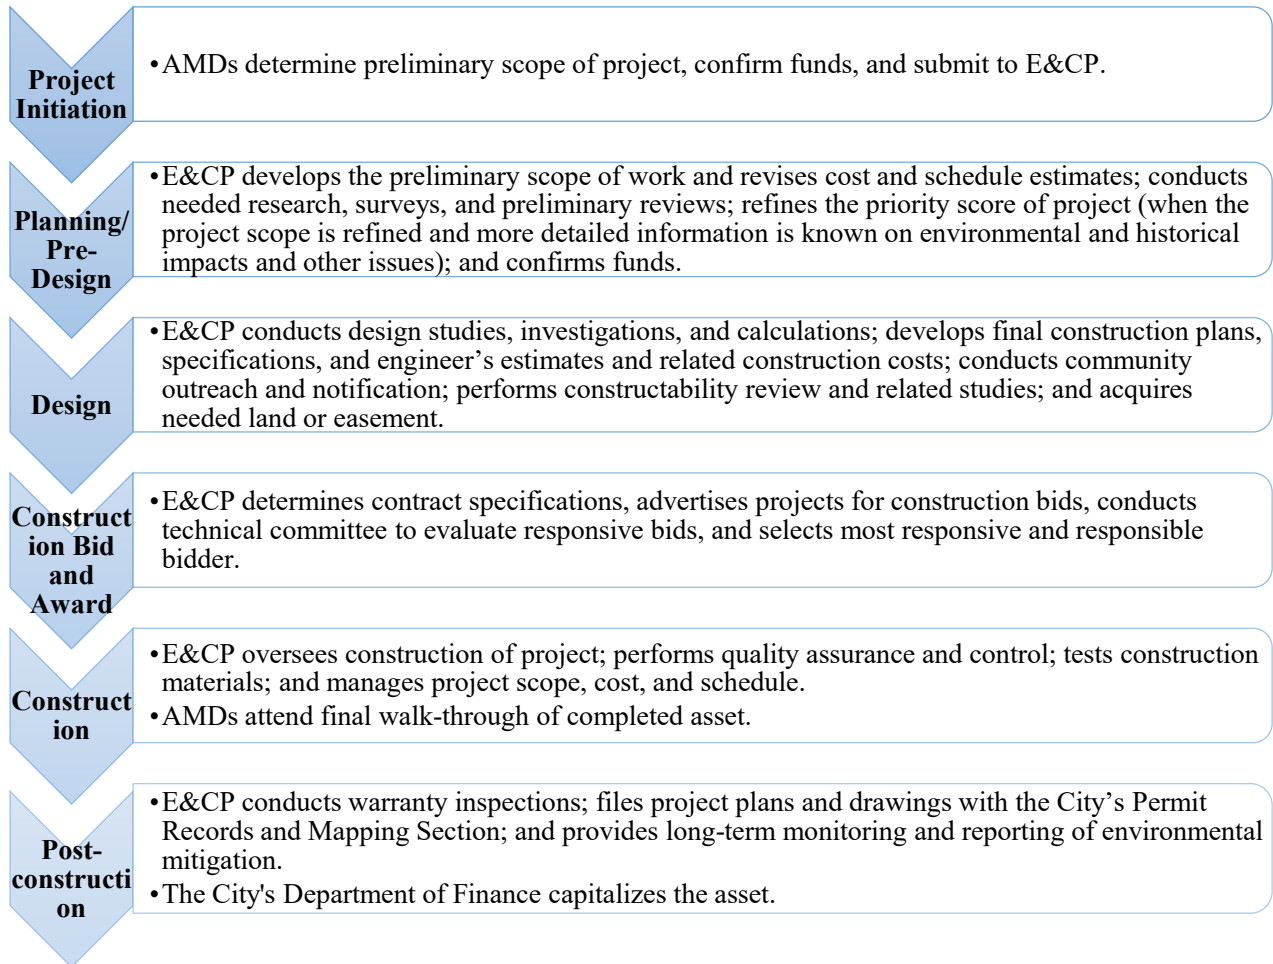 Project
Initiation
•AMDs determine preliminary scope of project, confirm funds, and submit to E&CP.
Planning/
Pre-
Design
•E&CP develops the preliminary scope of work and revises cost and schedule estimates; conducts
needed research, surveys, and preliminary reviews; refines the priority score of project (when the
project scope is refined and more detailed information is known on environmental and historical
impacts and other issues); and confirms funds.
Design
•E&CP conducts design studies, investigations, and calculations; develops final construction plans,
specifications, and engineer’s estimates and related construction costs; conducts community
outreach and notification; performs constructability review and related studies; and acquires
needed land or easement.
Construct
ion Bid
and
Award
•E&CP determines contract specifications, advertises projects for construction bids, conducts
technical committee to evaluate responsive bids, and selects most responsive and responsible
bidder.
Construct
ion
•E&CP oversees construction of project; performs quality assurance and control; tests construction
materials; and manages project scope, cost, and schedule.
•AMDs attend final walk-through of completed asset.
Post-
constructi
on
•E&CP conducts warranty inspections; files project plans and drawings with the City’s Permit
Records and Mapping Section; and provides long-term monitoring and reporting of environmental
mitigation.
•The City's Department of Finance capitalizes the asset.